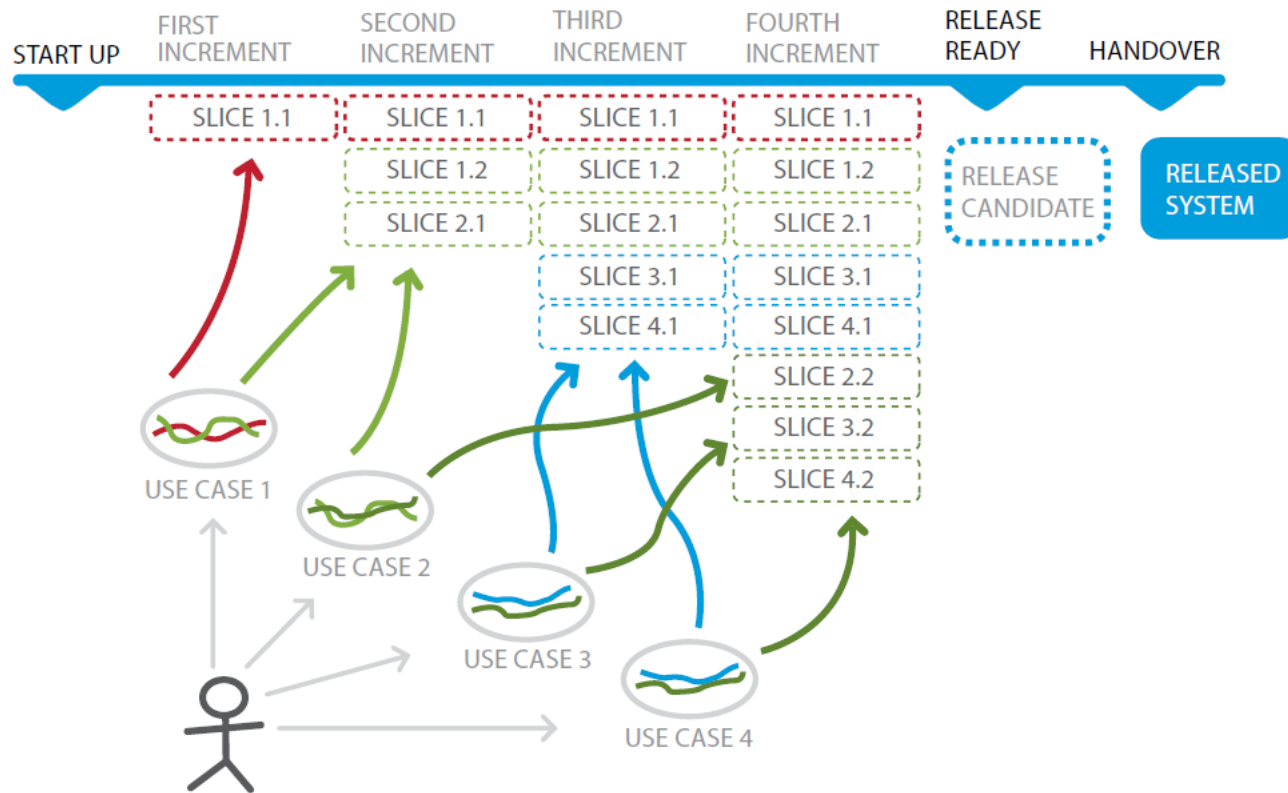 START UP
FIRST
INCREMENT
SECOND
INCREMENT
THIRD
INCREMENT
FOURTH
INCREMENT
RELEASE
READY
HANDOVER
SLICE 1.1
SLICE 1.1
SLICE 1.1
SLICE 1.1
SLICE 1.2
SLICE 1.2
SLICE 1.2
SLICE 2.1
SLICE 2.1
SLICE 2.1
SLICE 3.1
SLICE 3.1
SLICE 4.1
SLICE 4.1
SLICE 2.2
SLICE 3.2
SLICE 4.2
RELEASE
CANDIDATE
RELEASED
SYSTEM
USE CASE 1
USE CASE 2
USE CASE 3
USE CASE 4